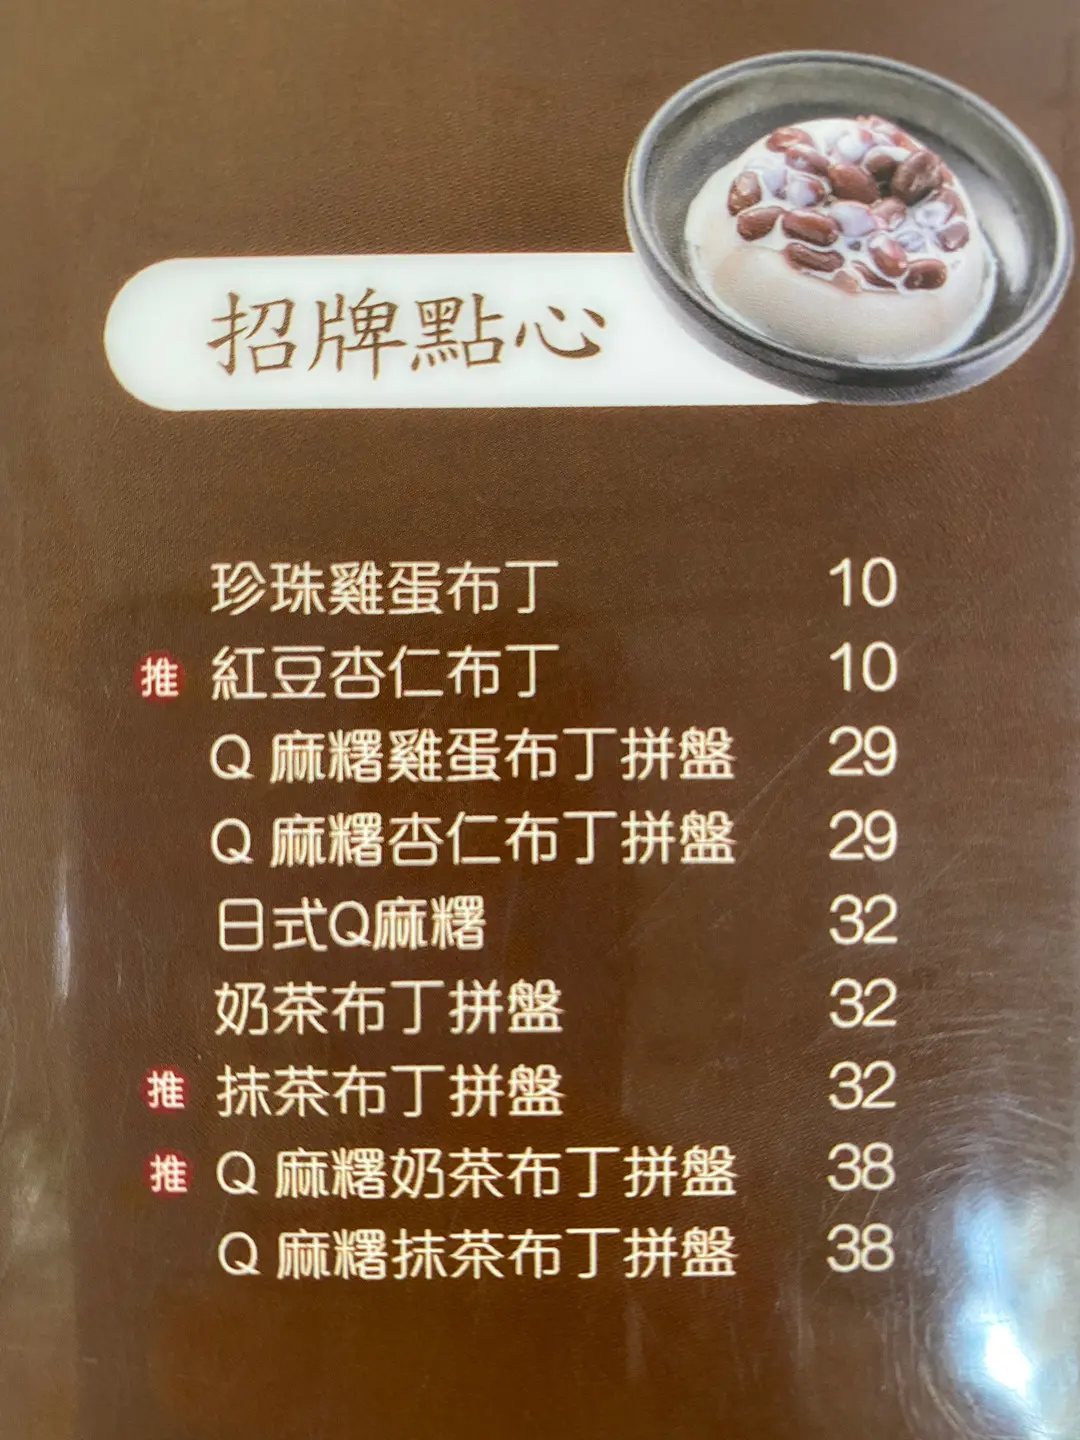 招牌點心
珍珠雞蛋布丁 10
推 紅豆杏仁布丁 10
Q 麻糬雞蛋布丁拼盤 29
Q 麻糬杏仁布丁拼盤 29
日式Q麻糬 32
奶茶布丁拼盤 32
推 抹茶布丁拼盤 32
推 Q 麻糬奶茶布丁拼盤 38
Q 麻糬抹茶布丁拼盤 38